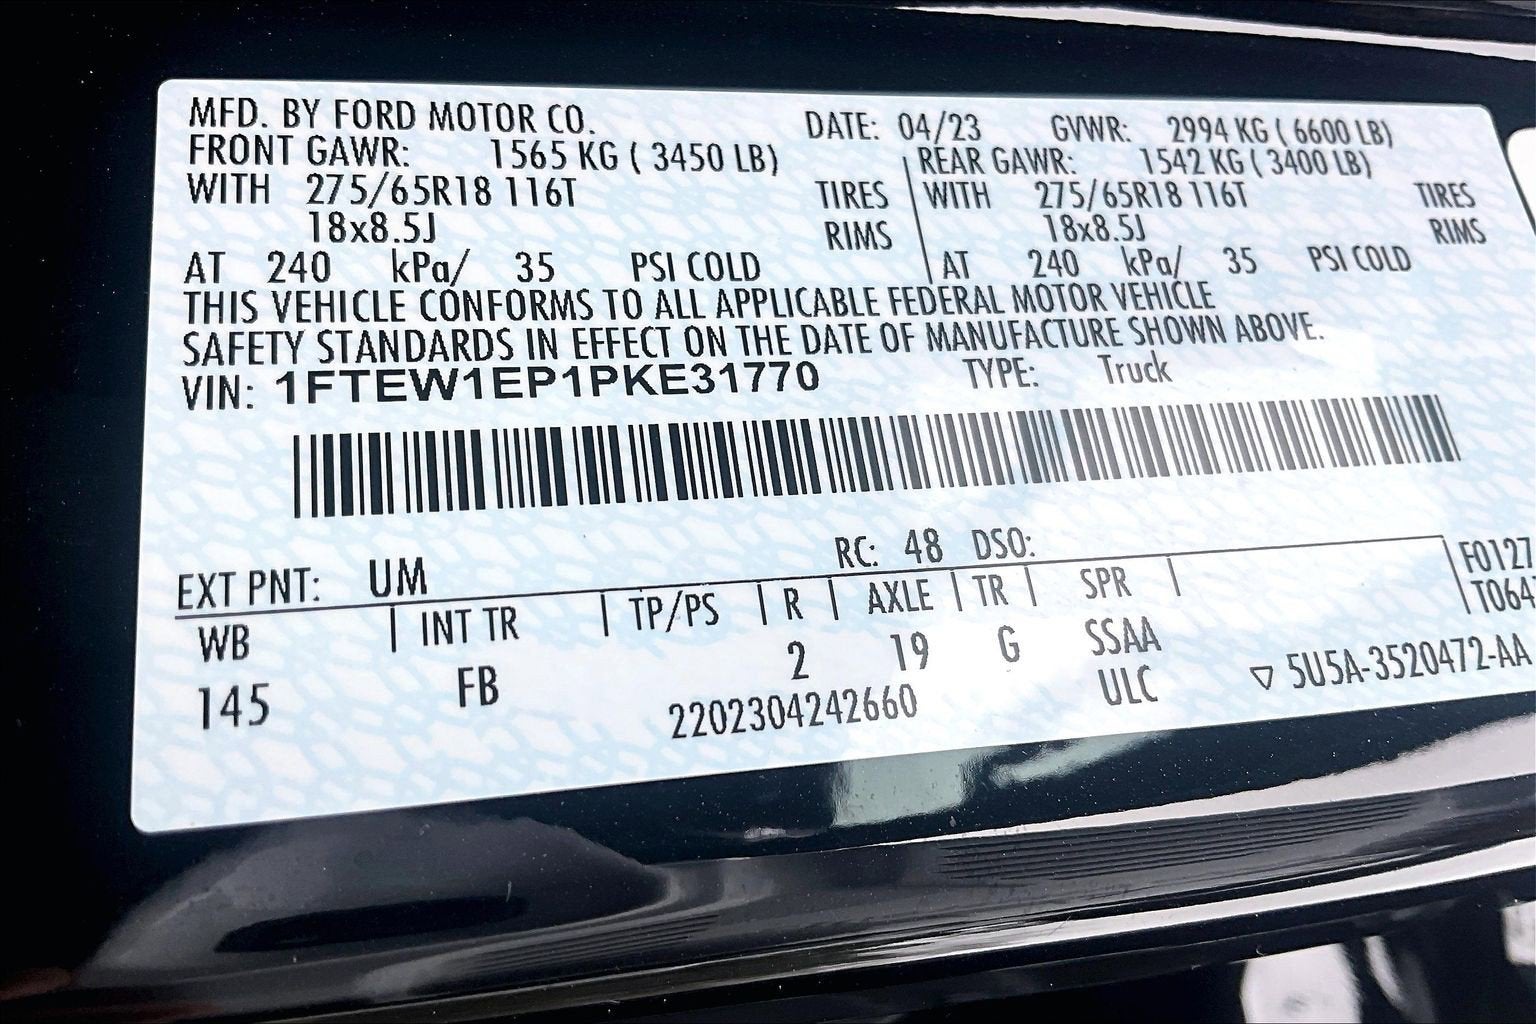 MFD. BY FORD MOTOR CO. DATE: 04/23 GVWR: 2994 KG ( 6600 LB)
FRONT GAWR: 1565 KG ( 3450 LB) REAR GAWR: 1542 KG ( 3400 LB)
WITH 275/65R18 116T TIRES WITH 275/65R18 116T TIRES
18x8.5J RIMS 18x8.5J RIMS
AT 240 kPa/ 35 PSI COLD AT 240 kPa/ 35 PSI COLD
THIS VEHICLE CONFORMS TO ALL APPLICABLE FEDERAL MOTOR VEHICLE
SAFETY STANDARDS IN EFFECT ON THE DATE OF MANUFACTURE SHOWN ABOVE.
VIN: 1FTEW1EP1PKE31770 TYPE: Truck
EXT PNT: UM RC: 48 DSO:
WB INT TR TP/PS R AXLE TR SPR F0127
T064
145 FB 2 19 G SSAA
2202304242660 ULC ▽ 5U5A-3520472-AA